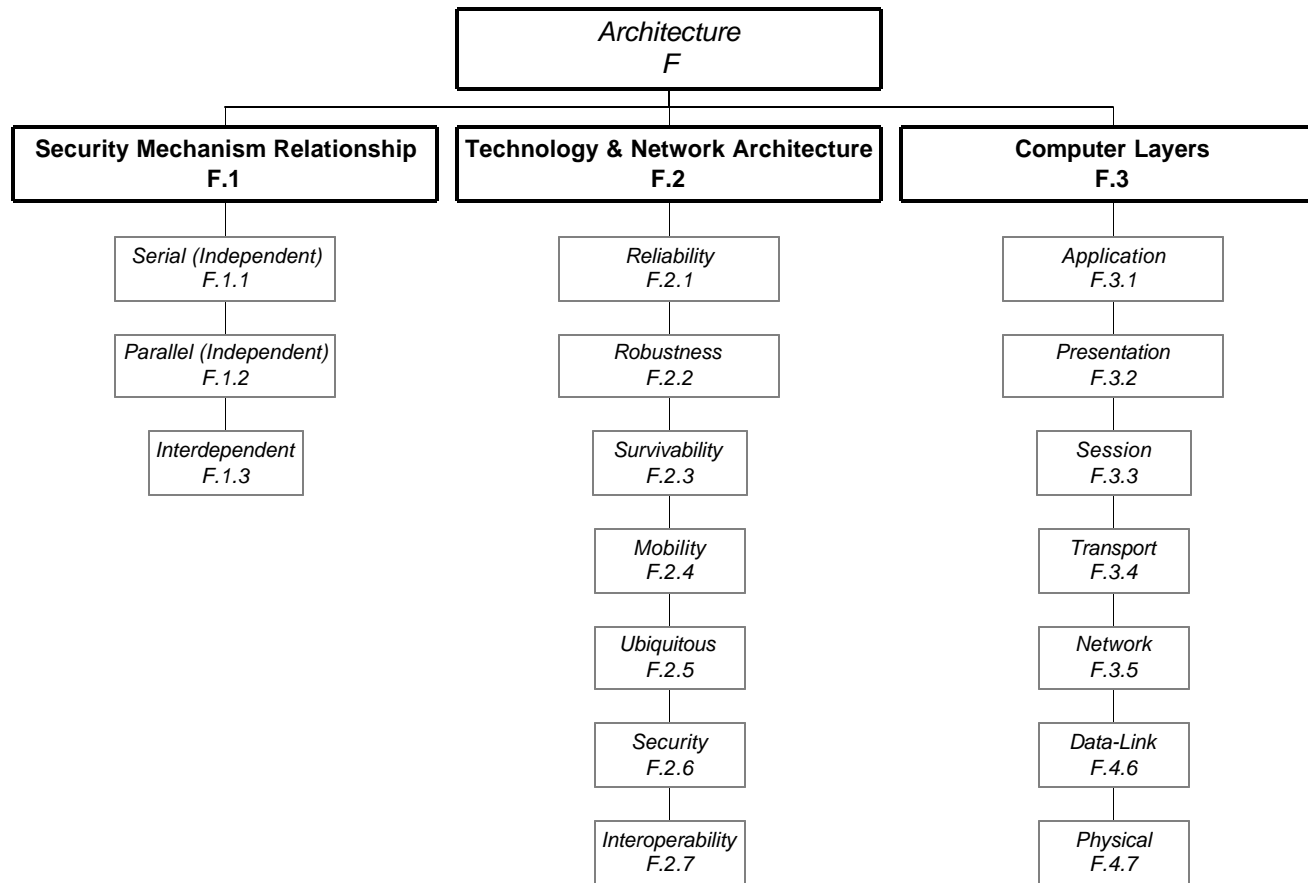 Architecture
F
Security Mechanism Relationship
F.1
Technology & Network Architecture
F.2
Computer Layers
F.3
Serial (Independent)
F.1.1
Parallel (Independent)
F.1.2
Interdependent
F.1.3
Reliability
F.2.1
Robustness
F.2.2
Survivability
F.2.3
Mobility
F.2.4
Ubiquitous
F.2.5
Security
F.2.6
Interoperability
F.2.7
Application
F.3.1
Presentation
F.3.2
Session
F.3.3
Transport
F.3.4
Network
F.3.5
Data-Link
F.4.6
Physical
F.4.7